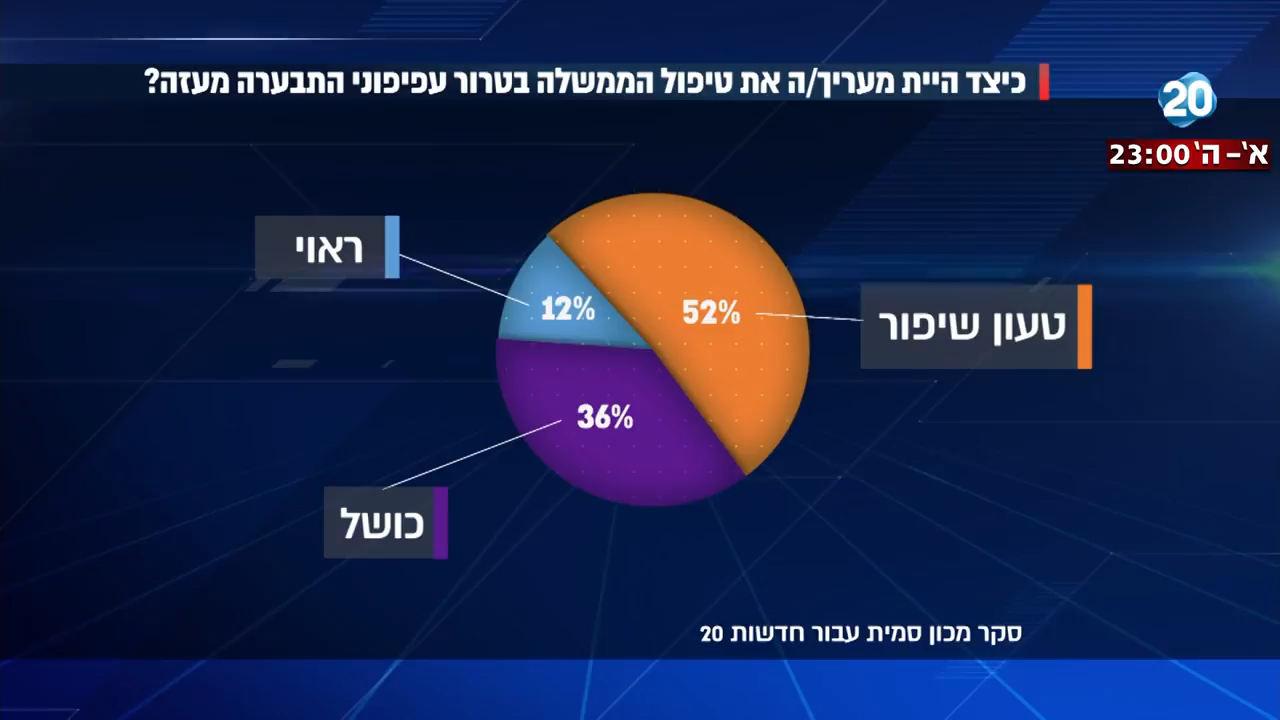 כיצד היית מעריך/ה את טיפול הממשלה בטרור עפיפוני התבערה מעזה?
20
א'-ה' 23:00
ראוי
12%
52%
טעון שיפור
36%
כושל
סקר מכון סמית עבור חדשות 20